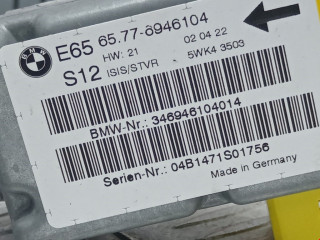 BMW
E65 65.77-6946104
HW: 21 02 04 22
S12 ISIS/STVR 5WK4 3503
BMW-Nr.: 346946104014
Serien-Nr.: 04B1471S01756
Made in Germany